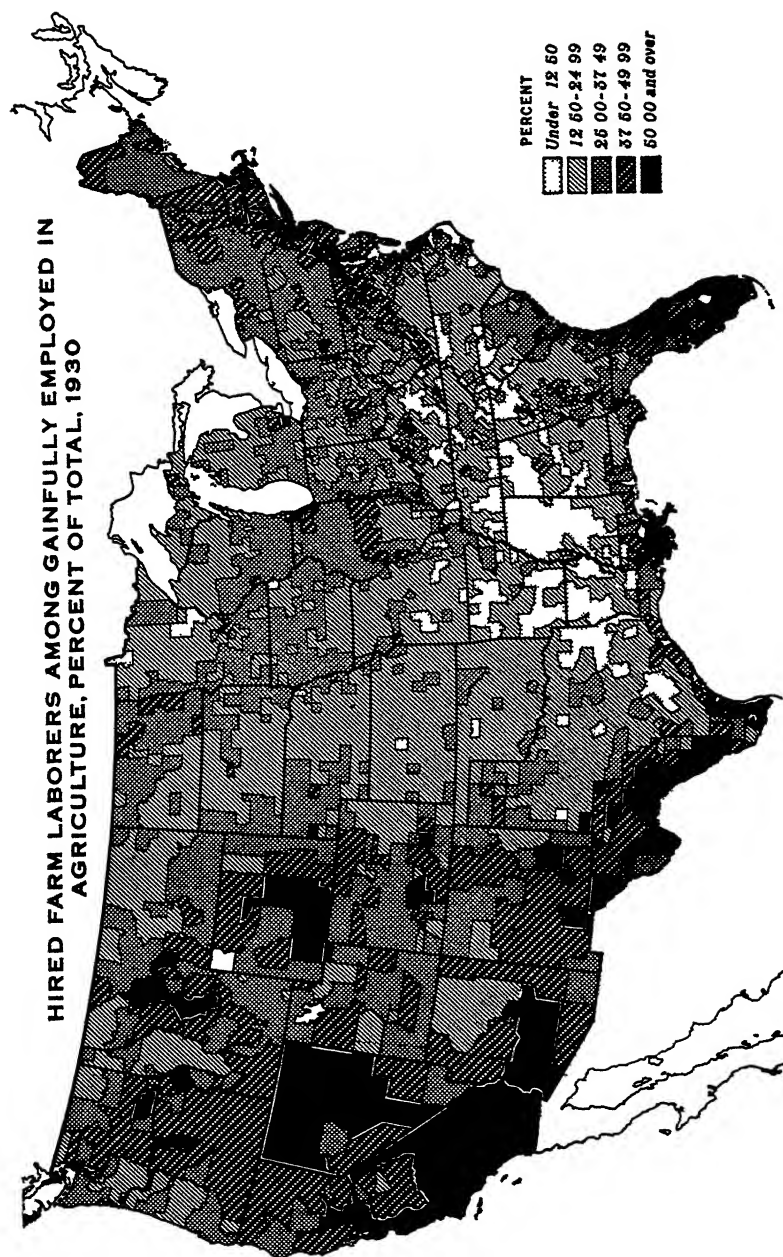 HIRED FARM LABORERS AMONG GAINFULLY EMPLOYED IN
AGRICULTURE, PERCENT OF TOTAL, 1930
PERCENT
Under 12 50
12 50-24 99
25 00-37 49
37 50-49 99
50 00 and over